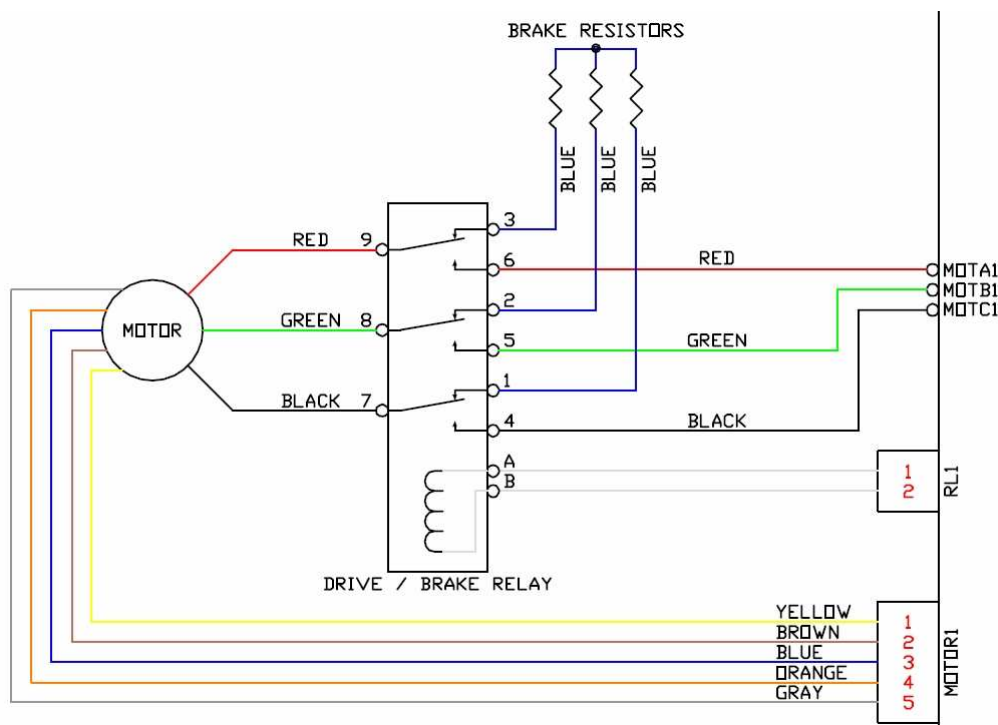 BRAKE RESISTORS
BLUE
BLUE
BLUE
3
RED 9
6
RED
MOTA1
MOTB1
2
MOTC1
MOTOR
GREEN 8
5
GREEN
1
BLACK 7
4
BLACK
A
B
1
2
RL1
DRIVE / BRAKE RELAY
YELLOW 1
BROWN 2
BLUE 3
ORANGE 4
GRAY 5
MOTOR1